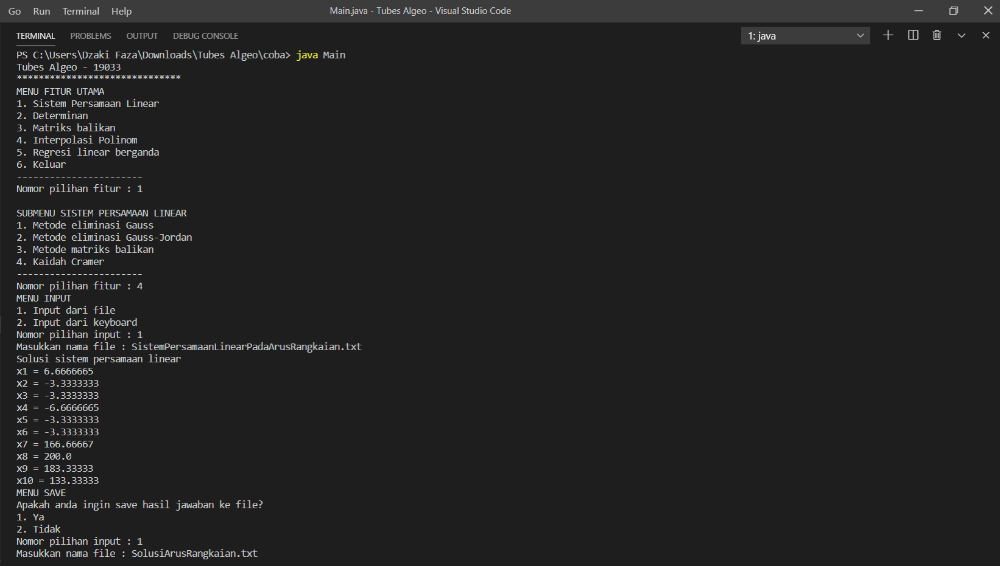 Go Run Terminal Help Main.java - Tubes Algeo - Visual Studio Code
TERMINAL PROBLEMS OUTPUT DEBUG CONSOLE 1: java
PS C:\Users\Dzaki Faza\Downloads\Tubes Algeo\coba> java Main
Tubes Algeo - 19033
******************************
MENU FITUR UTAMA
1. Sistem Persamaan Linear
2. Determinan
3. Matriks balikan
4. Interpolasi Polinom
5. Regresi linear berganda
6. Keluar
-----------------------
Nomor pilihan fitur : 1
SUBMENU SISTEM PERSAMAAN LINEAR
1. Metode eliminasi Gauss
2. Metode eliminasi Gauss-Jordan
3. Metode matriks balikan
4. Kaidah Cramer
-----------------------
Nomor pilihan fitur : 4
MENU INPUT
1. Input dari file
2. Input dari keyboard
Nomor pilihan input : 1
Masukkan nama file : SistemPersamaanLinearPadaArusRangkaian.txt
Solusi sistem persamaan linear
x1 = 6.6666665
x2 = -3.3333333
x3 = -3.3333333
x4 = -6.6666665
x5 = -3.3333333
x6 = -3.3333333
x7 = 166.66667
x8 = 200.0
x9 = 183.33333
x10 = 133.33333
MENU SAVE
Apakah anda ingin save hasil jawaban ke file?
1. Ya
2. Tidak
Nomor pilihan input : 1
Masukkan nama file : SolusiArusRangkaian.txt